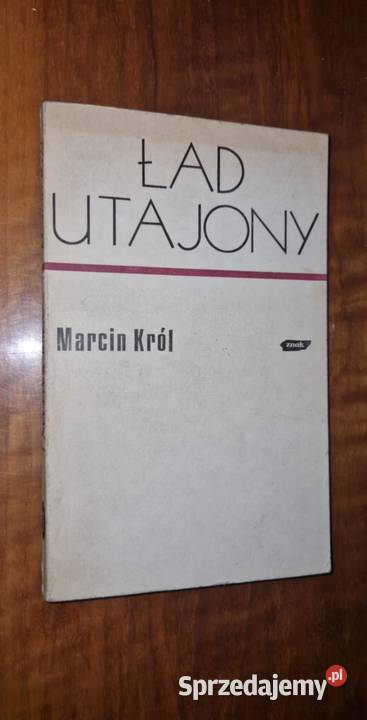 ŁAD
UTAJONY
Marcin Król
znak
Sprzedajemy.pl